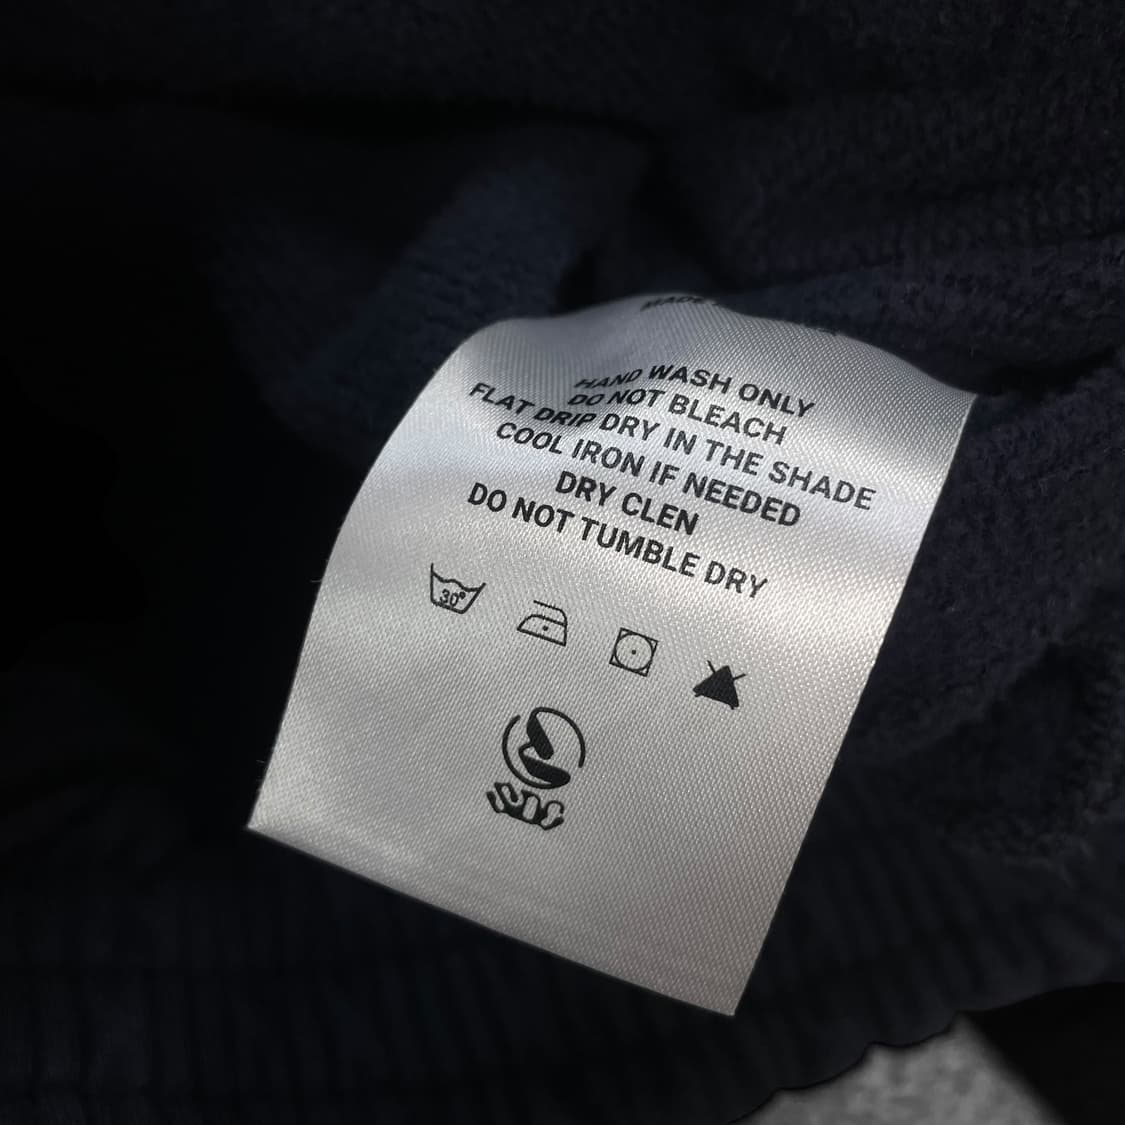 MADE
HAND WASH ONLY
DO NOT BLEACH
FLAT DRIP DRY IN THE SHADE
COOL IRON IF NEEDED
DRY CLEN
DO NOT TUMBLE DRY
30°